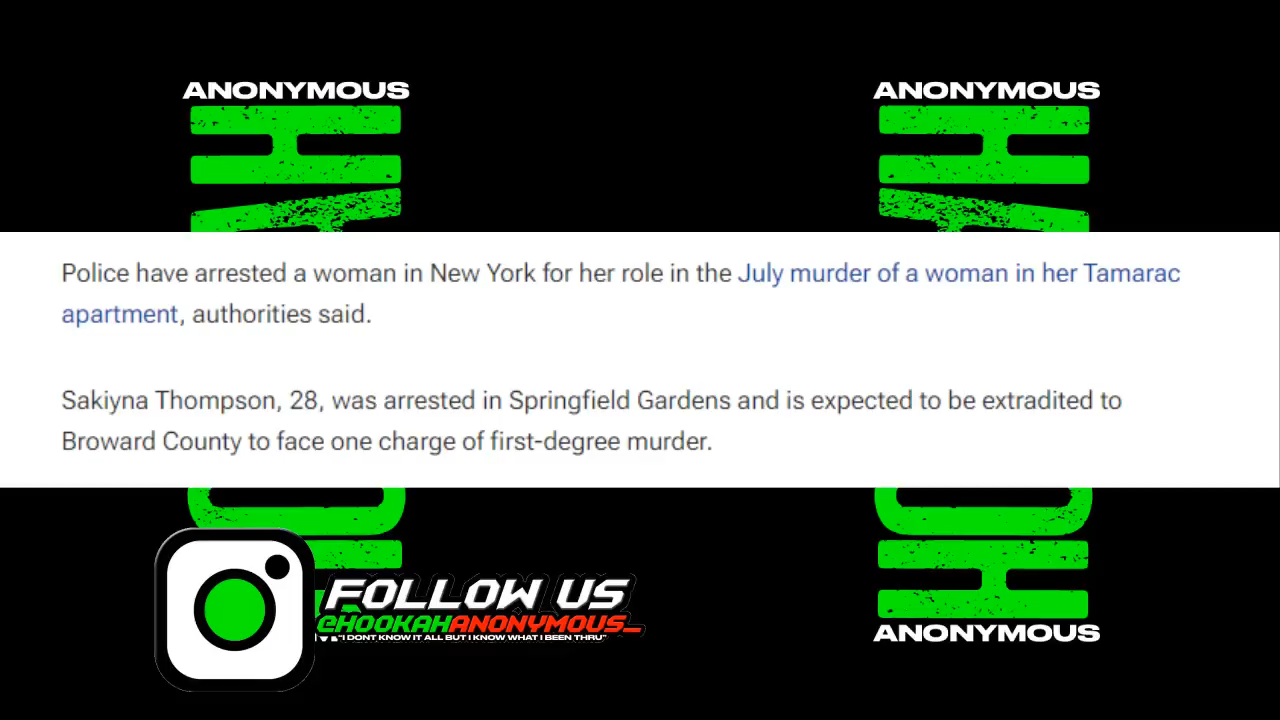 ANONYMOUS
ANONYMOUS
Police have arrested a woman in New York for her role in the July murder of a woman in her Tamarac
apartment, authorities said.
Sakiyna Thompson, 28, was arrested in Springfield Gardens and is expected to be extradited to
Broward County to face one charge of first-degree murder.
FOLLOW US
@HOOKAHANONYMOUS_
"I DONT KNOW IT ALL BUT I KNOW WHAT I BEEN THRU"
ANONYMOUS